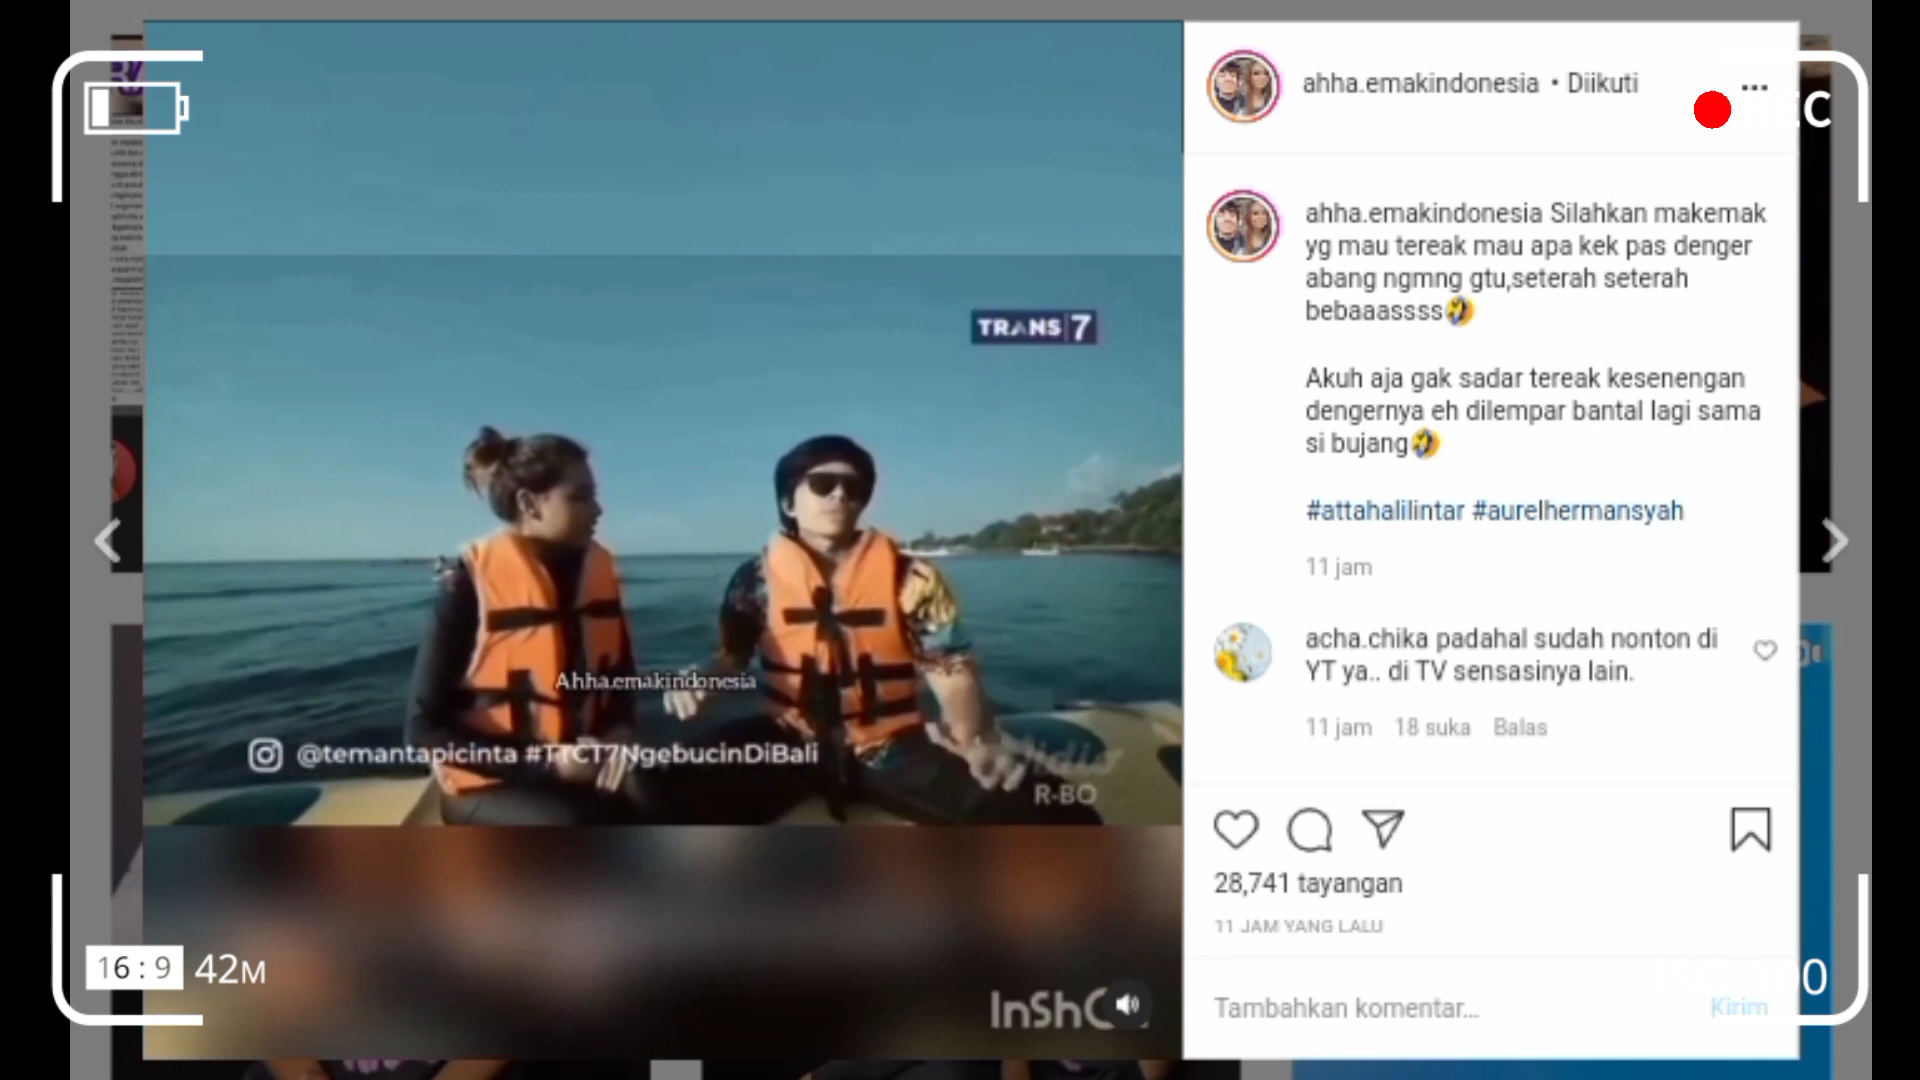 ahha.emakindonesia • Diikuti
ahha.emakindonesia Silahkan makemak
yg mau tereak mau apa kek pas denger
abang ngmng gtu,seterah seterah
bebaaassss🤣
Akuh aja gak sadar tereak kesenengan
dengernya eh dilempar bantal lagi sama
si bujang🤣
#attahalilintar #aurelhermansyah
11 jam
acha.chika padahal sudah nonton di
YT ya.. di TV sensasinya lain.
11 jam 18 suka Balas
28,741 tayangan
11 JAM YANG LALU
Tambahkan komentar... Kirim
TRANS|7
Ahha.emakindonesia
@temantapicinta #TTCT7NgebucinDiBali
R-BO
16:9 42M